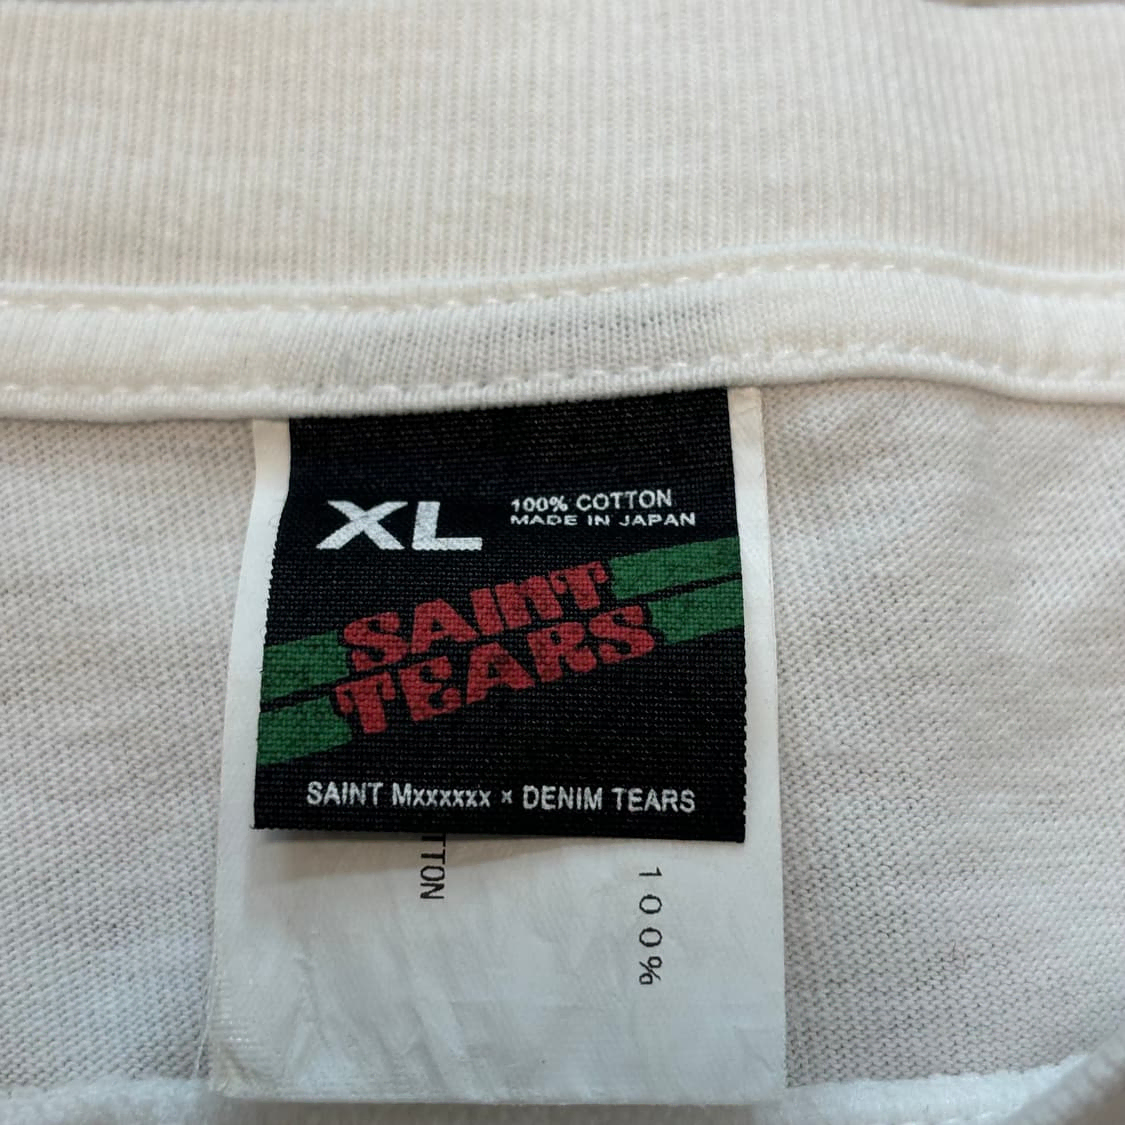 XL
100% COTTON
MADE IN JAPAN
SAINT
TEARS
SAINT Mxxxxxx × DENIM TEARS
TTON
100%